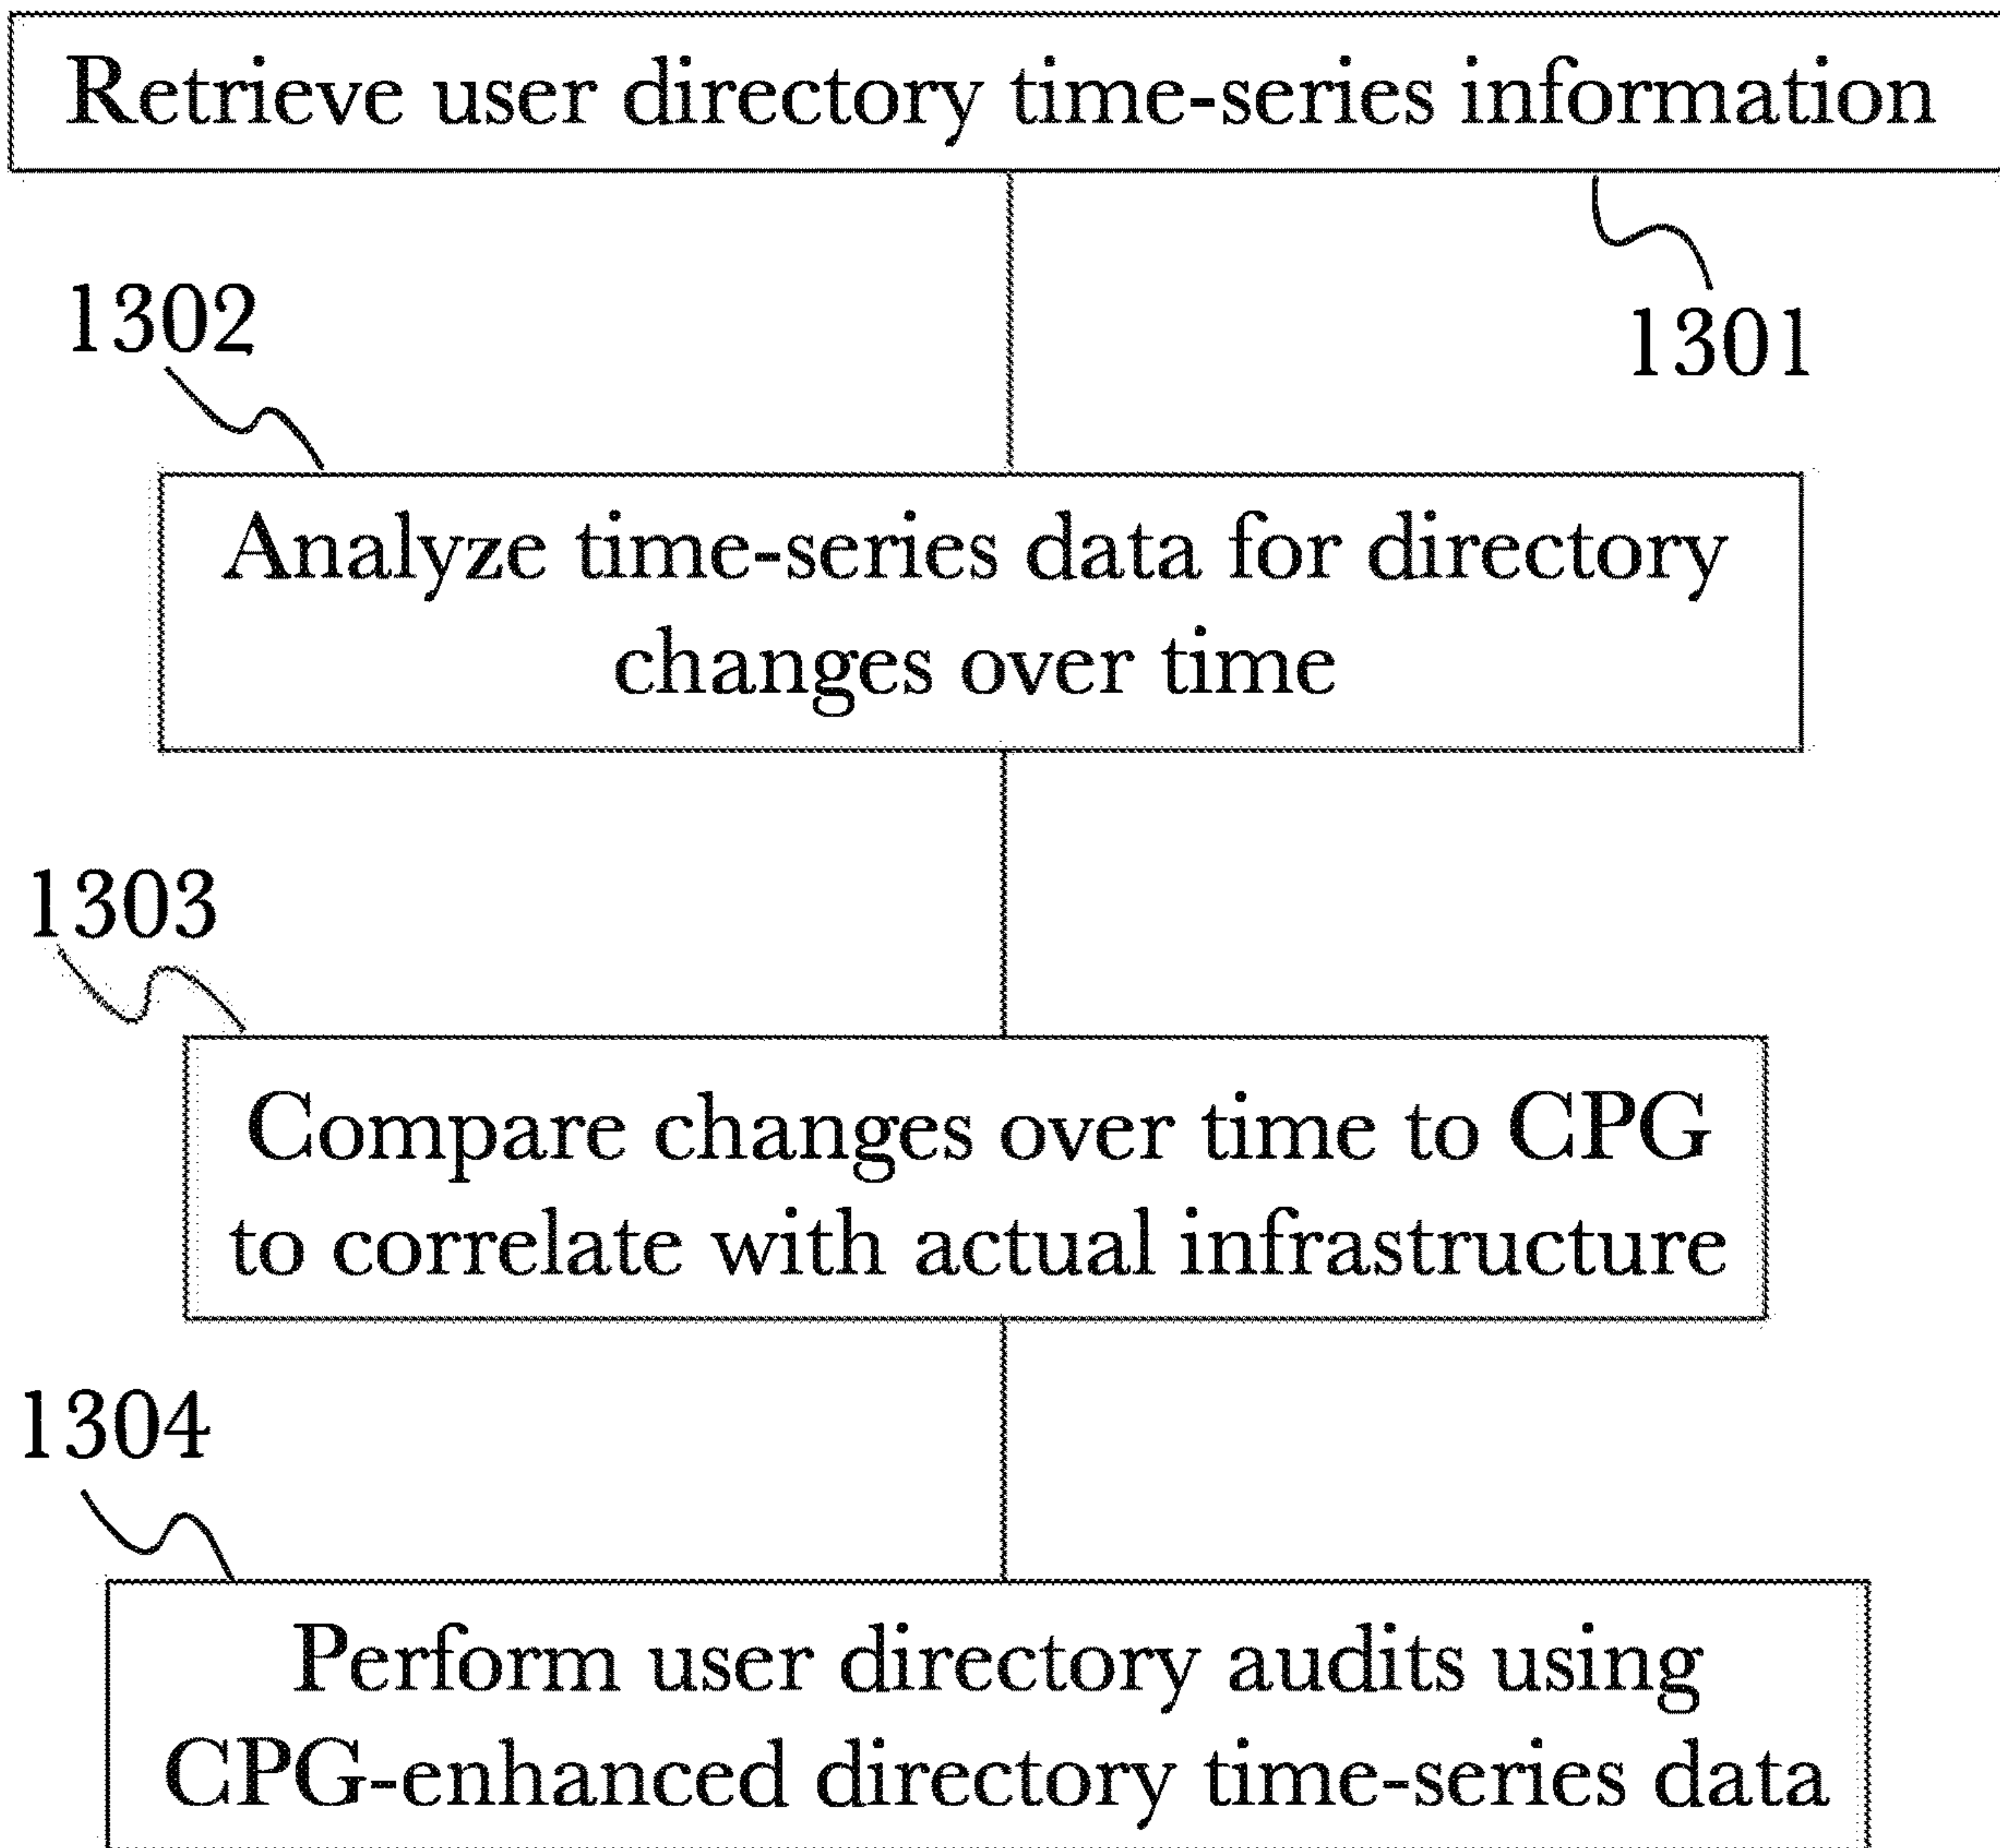 Retrieve user directory time-series information
1301
1302
Analyze time-series data for directory
changes over time
1303
Compare changes over time to CPG
to correlate with actual infrastructure
1304
Perform user directory audits using
CPG-enhanced directory time-series data